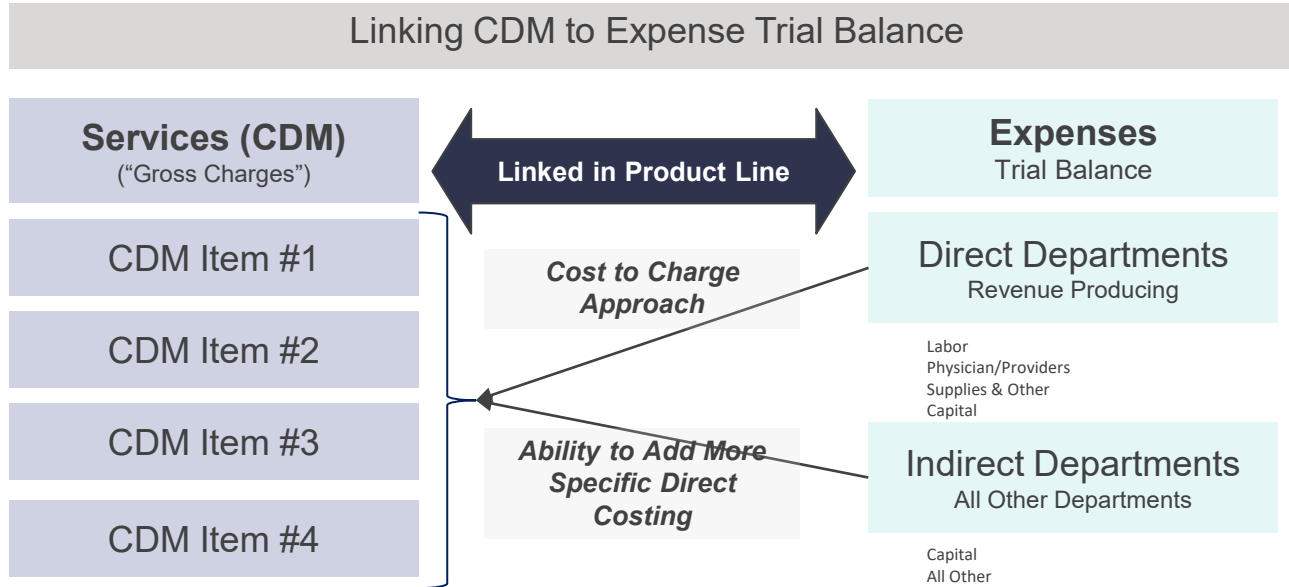 Linking CDM to Expense Trial Balance
Services (CDM)
(“Gross Charges”)
Linked in Product Line
Expenses
Trial Balance
CDM Item #1
CDM Item #2
CDM Item #3
CDM Item #4
Cost to Charge
Approach
Ability to Add More
Specific Direct
Costing
Direct Departments
Revenue Producing
Labor
Physician/Providers
Supplies & Other
Capital
Indirect Departments
All Other Departments
Capital
All Other